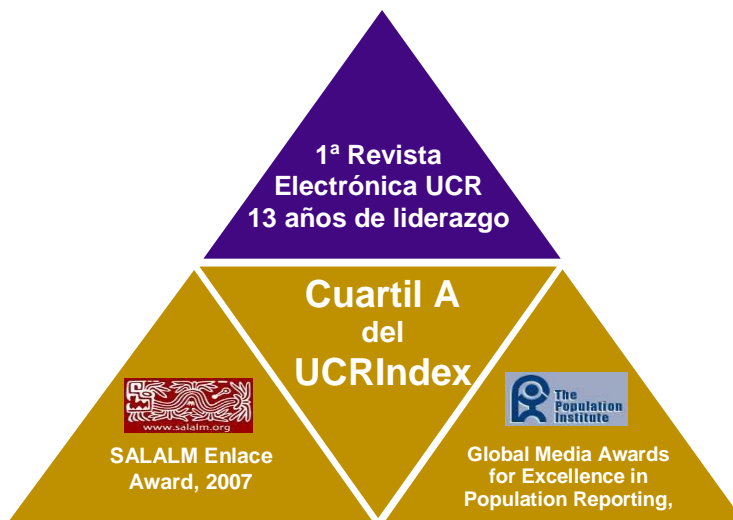 1ª Revista
Electrónica UCR
13 años de liderazgo
Cuartil A
del
UCRIndex
www.salalm.org
SALALM Enlace
Award, 2007
The
Population
Institute
Global Media Awards
for Excellence in
Population Reporting,